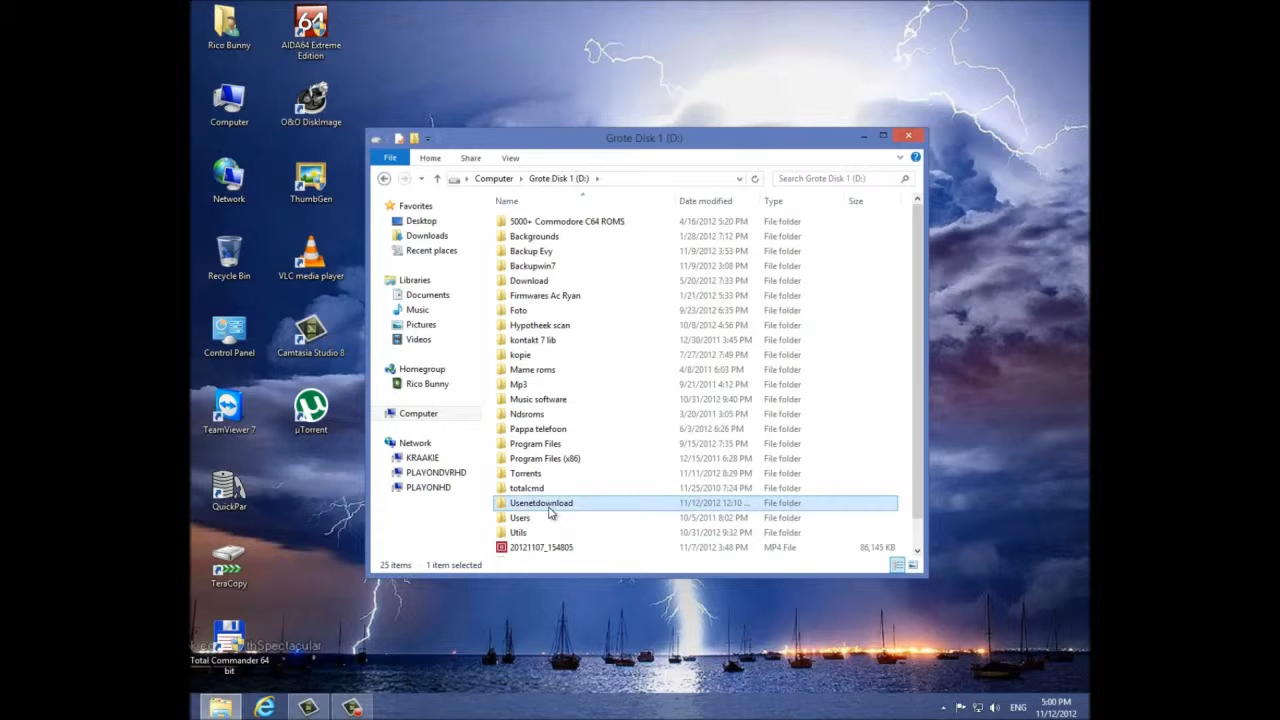 Rico Bunny
AIDA64 Extreme
Edition
Computer
O&O DiskImage
Network
ThumbGen
Recycle Bin
VLC media player
Control Panel
Camtasia Studio 8
TeamViewer 7
µTorrent
QuickPar
TeraCopy
thSpectacular
Total Commander 64
bit
Grote Disk 1 (D:)
File Home Share View
Computer Grote Disk 1 (D:) Search Grote Disk 1 (D:)
Favorites
Desktop
Downloads
Recent places
Libraries
Documents
Music
Pictures
Videos
Homegroup
Rico Bunny
Computer
Network
KRAAKIE
PLAYONDVRHD
PLAYONHD
Name Date modified Type Size
5000+ Commodore C64 ROMS 4/16/2012 5:20 PM File folder
Backgrounds 1/28/2012 7:12 PM File folder
Backup Evy 11/9/2012 3:53 PM File folder
Backupwin7 11/9/2012 3:08 PM File folder
Download 5/20/2012 7:33 PM File folder
Firmwares Ac Ryan 1/21/2012 5:33 PM File folder
Foto 9/23/2012 6:35 PM File folder
Hypotheek scan 10/8/2012 4:56 PM File folder
kontakt 7 lib 12/30/2011 3:45 PM File folder
kopie 7/27/2012 7:49 PM File folder
Mame roms 4/8/2011 6:03 PM File folder
Mp3 9/21/2011 4:12 PM File folder
Music software 10/31/2012 9:40 PM File folder
Ndsroms 3/20/2011 3:05 PM File folder
Pappa telefoon 6/3/2012 6:26 PM File folder
Program Files 9/15/2012 7:35 PM File folder
Program Files (x86) 12/15/2011 6:28 PM File folder
Torrents 11/11/2012 8:29 PM File folder
totalcmd 11/25/2010 7:24 PM File folder
Usenetdownload 11/12/2012 12:10 ... File folder
Users 10/5/2011 8:02 PM File folder
Utils 10/31/2012 9:32 PM File folder
20121107_154805 11/7/2012 3:48 PM MP4 File 86,145 KB
25 items 1 item selected
ENG
5:00 PM
11/12/2012